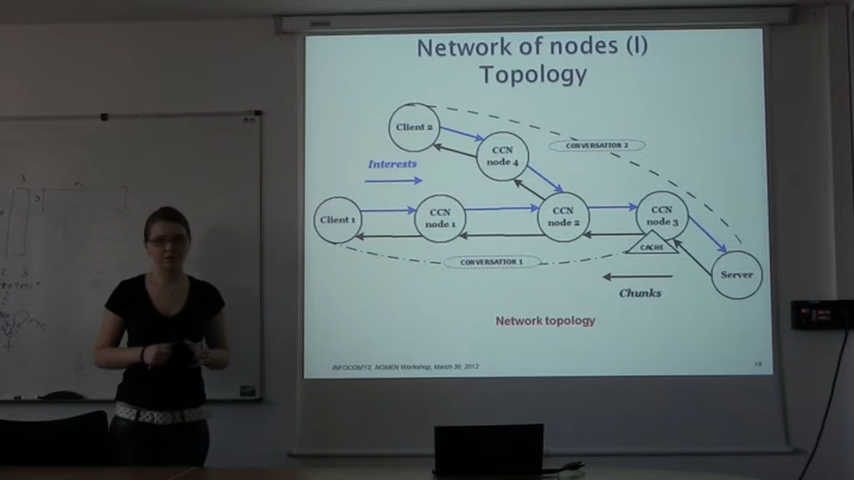 Network of nodes (I)
Topology
Client 2
CCN
node 4
CONVERSATION 2
Interests
Client 1
CCN
node 1
CCN
node 2
CCN
node 3
CACHE
CONVERSATION 1
Server
Chunks
Network topology
INFOCOM'12, NOMEN Workshop, March 30, 2012